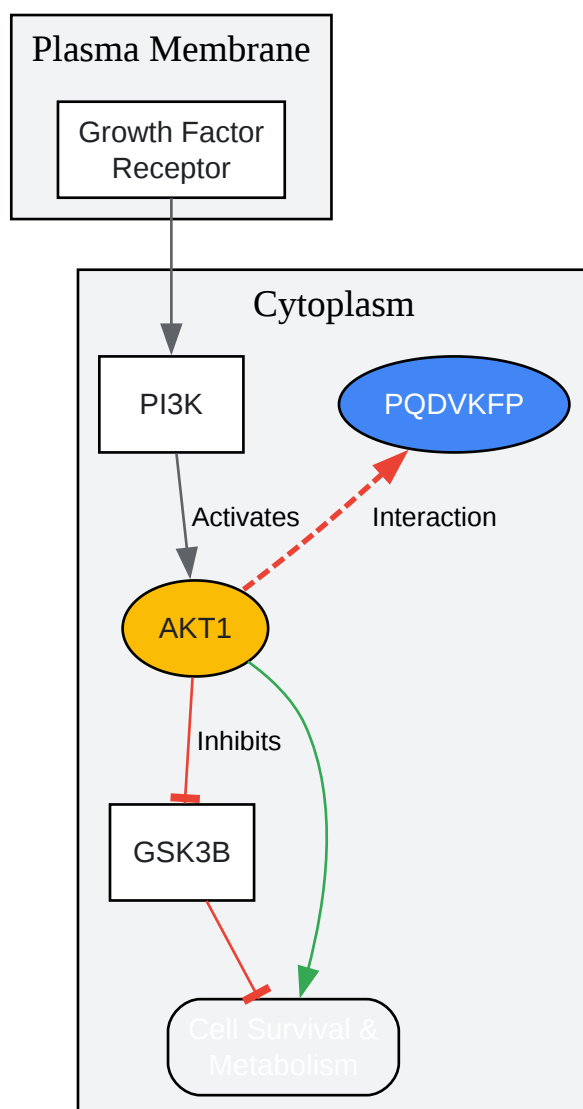 Plasma Membrane
Growth Factor
Receptor
Cytoplasm
PI3K
PQDVKFP
Activates
Interaction
AKT1
Inhibits
GSK3B
Cell Survival &
Metabolism